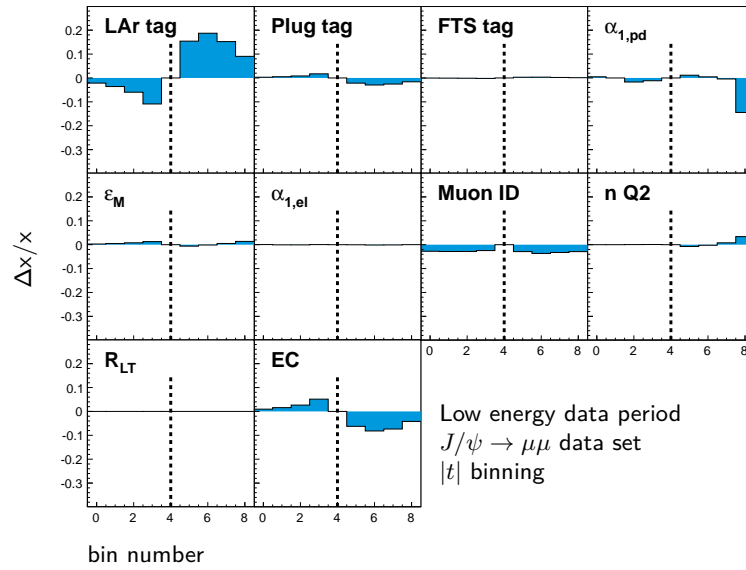 LAr tag Plug tag FTS tag α1,pd
0.2
0.1
0
-0.1
-0.2
-0.3
εM α1,el Muon ID n Q2
0.2
0.1
0
-0.1
-0.2
-0.3
Δx/x
0 2 4 6 8 0 2 4 6 8
RLT EC
0.2
0.1
0
-0.1
-0.2
-0.3
0 2 4 6 8 0 2 4 6 8
Low energy data period
J/ψ → μμ data set
|t| binning
bin number